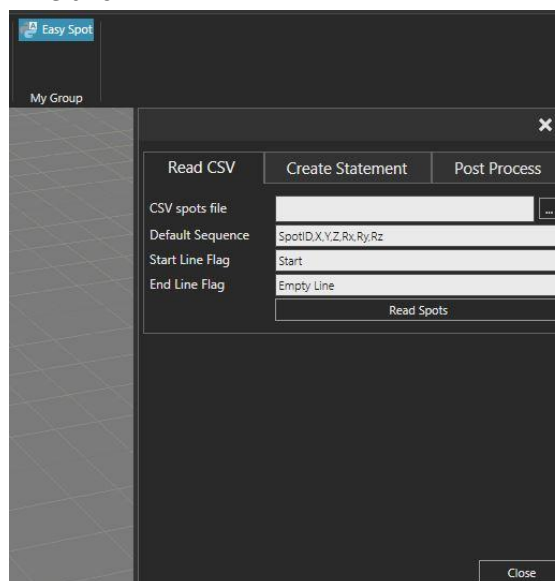 Easy Spot
My Group
Read CSV Create Statement Post Process
CSV spots file ...
Default Sequence SpotID,X,Y,Z,Rx,Ry,Rz
Start Line Flag Start
End Line Flag Empty Line
Read Spots
Close